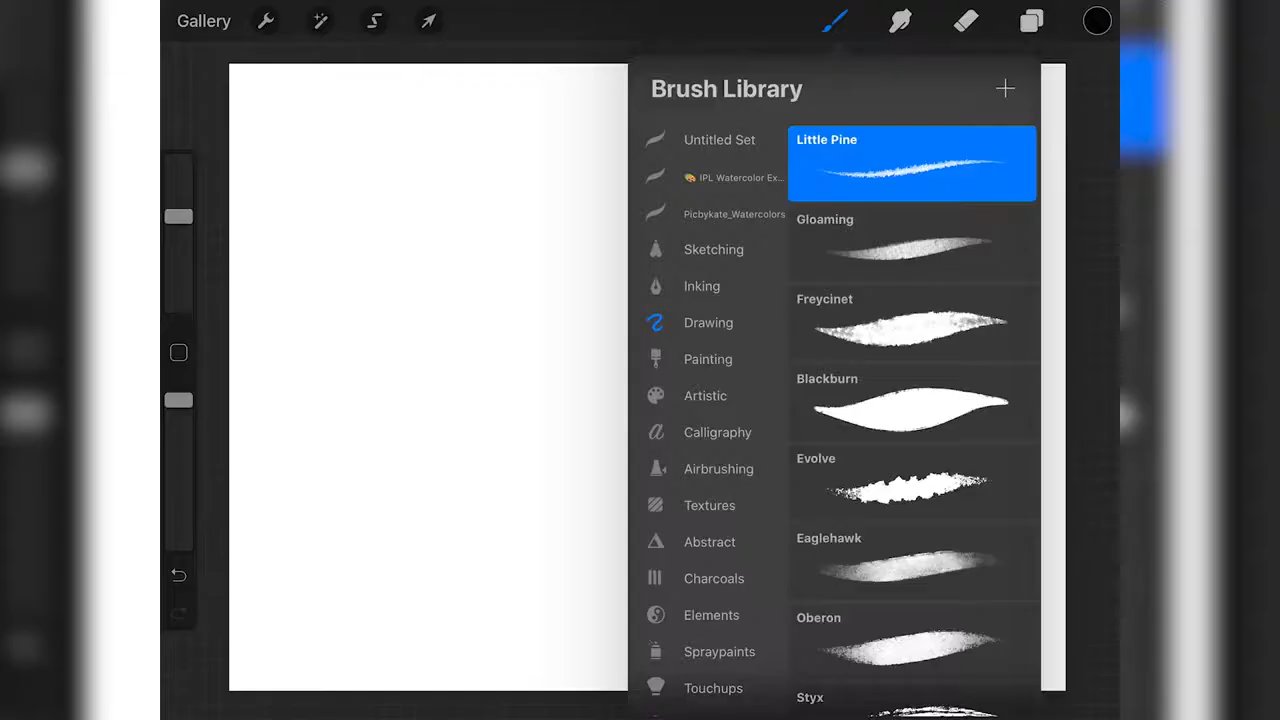 Gallery
Brush Library
Untitled Set
🎨 IPL Watercolor Ex...
Picbykate_Watercolors
Sketching
Inking
Drawing
Painting
Artistic
Calligraphy
Airbrushing
Textures
Abstract
Charcoals
Elements
Spraypaints
Touchups
Little Pine
Gloaming
Freycinet
Blackburn
Evolve
Eaglehawk
Oberon
Styx